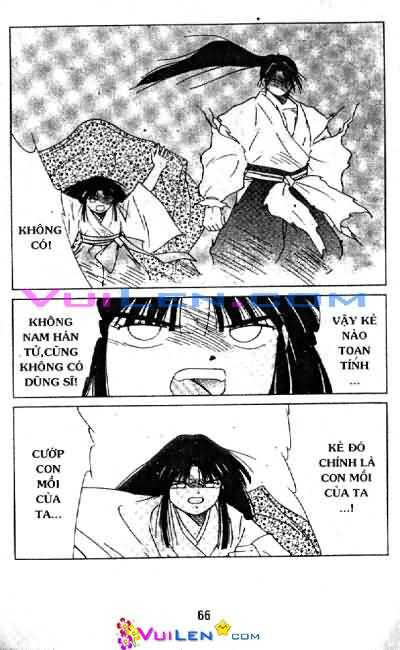 KHÔNG
CÓ!
VUILEN.COM
KHÔNG
NAM HÁN
TỬ,CŨNG
KHÔNG CÓ
DŨNG SĨ!
VẬY KẺ
NÀO
TOAN
TÍNH
...
CƯỚP
CON
MỒI
CỦA
TA...
KẺ ĐÓ
CHÍNH LÀ
CON MỒI
CỦA TA
...!
66
VUILEN.COM